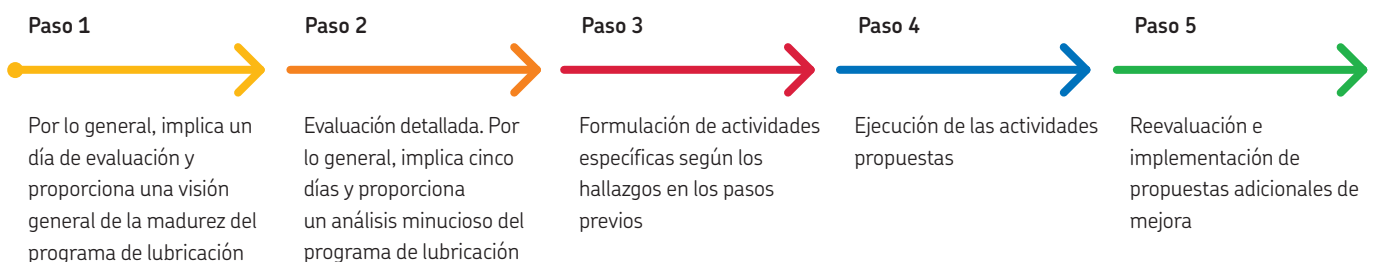 Paso 1
Por lo general, implica un
día de evaluación y
proporciona una visión
general de la madurez del
programa de lubricación
Paso 2
Evaluación detallada. Por
lo general, implica cinco
días y proporciona
un análisis minucioso del
programa de lubricación
Paso 3
Formulación de actividades
específicas según los
hallazgos en los pasos
previos
Paso 4
Ejecución de las actividades
propuestas
Paso 5
Reevaluación e
implementación de
propuestas adicionales de
mejora